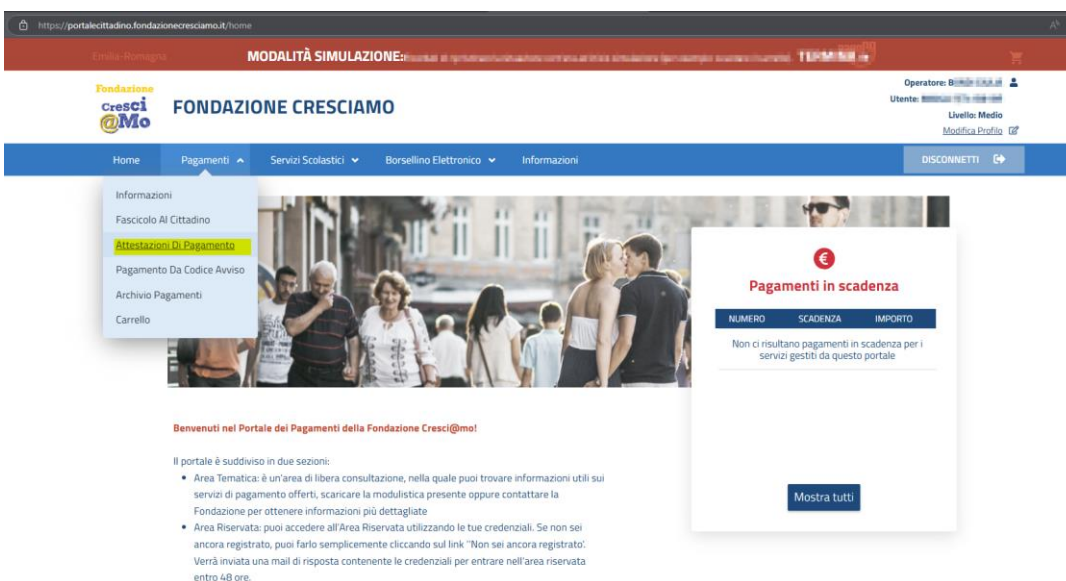 https://portalecittadino.fondazionecresciamo.it/home
Emilia-Romagna
MODALITÀ SIMULAZIONE:
Fondazione
cresci
@Mo
FONDAZIONE CRESCIAMO
Operatore: B
Utente:
Livello: Medio
Modifica Profilo
Home Pagamenti Servizi Scolastici Borsellino Elettronico Informazioni DISCONNETTI
Informazioni
Fascicolo Al Cittadino
Attestazioni Di Pagamento
Pagamento Da Codice Avviso
Archivio Pagamenti
Carrello
Pagamenti in scadenza
NUMERO SCADENZA IMPORTO
Non ci risultano pagamenti in scadenza per i
servizi gestiti da questo portale
Mostra tutti
Benvenuti nel Portale dei Pagamenti della Fondazione Cresci@mo!
Il portale è suddiviso in due sezioni:
• Area Tematica: è un'area di libera consultazione, nella quale puoi trovare informazioni utili sui
servizi di pagamento offerti, scaricare la modulistica presente oppure contattare la
Fondazione per ottenere informazioni più dettagliate
• Area Riservata: puoi accedere all'Area Riservata utilizzando le tue credenziali. Se non sei
ancora registrato, puoi farlo semplicemente cliccando sul link "Non sei ancora registrato'.
Verrà inviata una mail di risposta contenente le credenziali per entrare nell'area riservata
entro 48 ore.